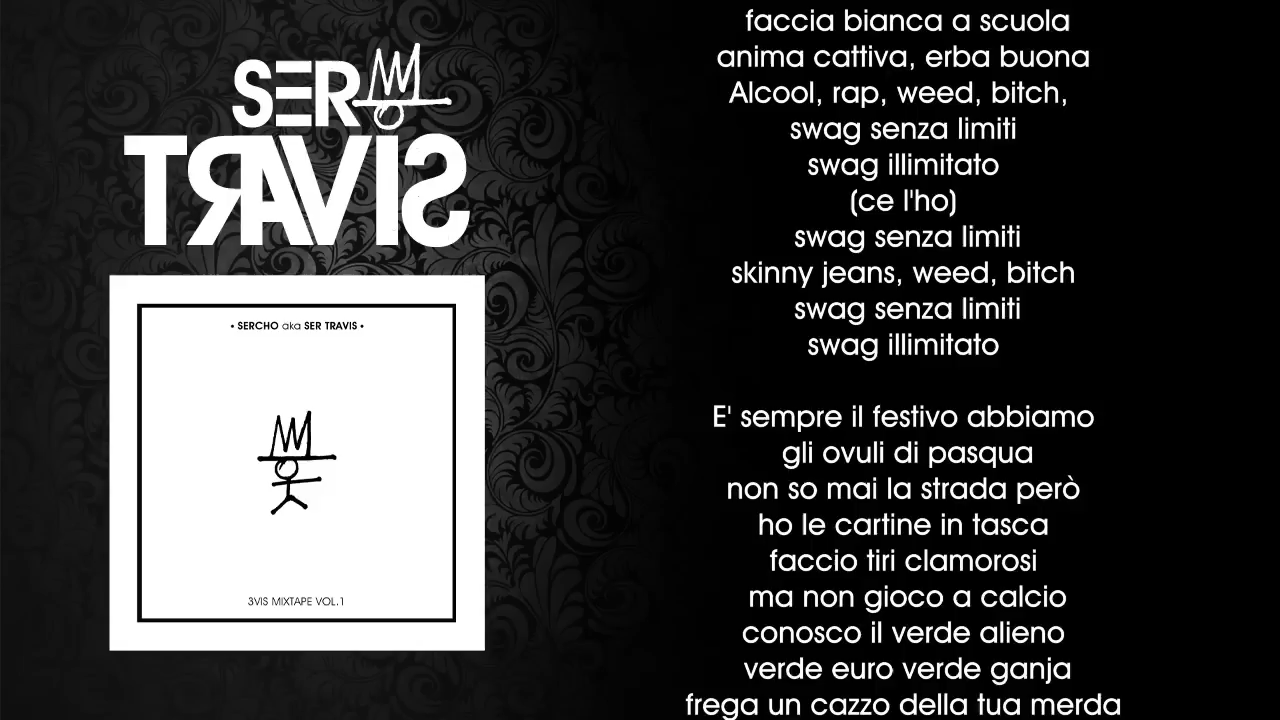 SER
TRAVIS
• SERCHO aka SER TRAVIS •
3VIS MIXTAPE VOL.1
faccia bianca a scuola
anima cattiva, erba buona
Alcool, rap, weed, bitch,
swag senza limiti
swag illimitato
(ce l'ho)
swag senza limiti
skinny jeans, weed, bitch
swag senza limiti
swag illimitato
E' sempre il festivo abbiamo
gli ovuli di pasqua
non so mai la strada però
ho le cartine in tasca
faccio tiri clamorosi
ma non gioco a calcio
conosco il verde alieno
verde euro verde ganja
frega un cazzo della tua merda